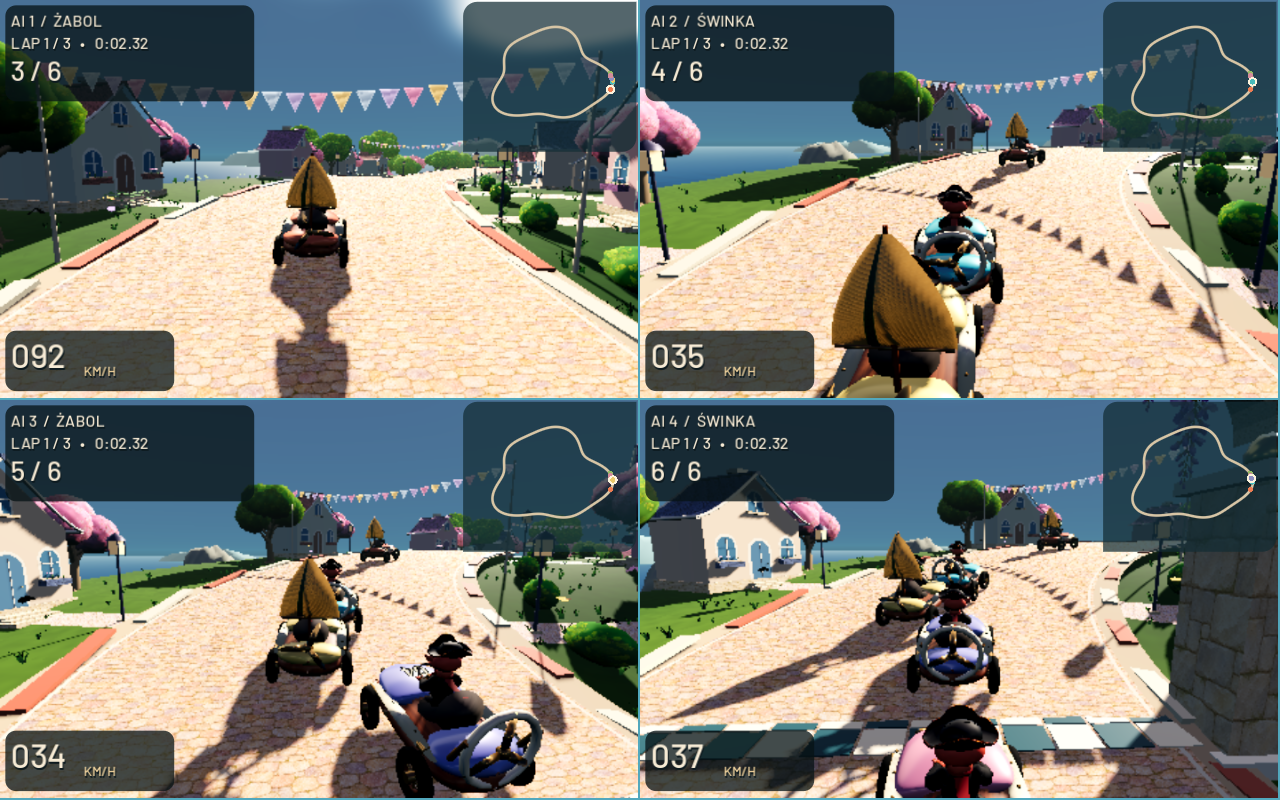 AI 1 / ŻABOL
LAP 1 / 3 • 0:02.32
3 / 6
092 KM/H
AI 2 / ŚWINKA
LAP 1 / 3 • 0:02.32
4 / 6
035 KM/H
AI 3 / ŻABOL
LAP 1 / 3 • 0:02.32
5 / 6
034 KM/H
AI 4 / ŚWINKA
LAP 1 / 3 • 0:02.32
6 / 6
037 KM/H